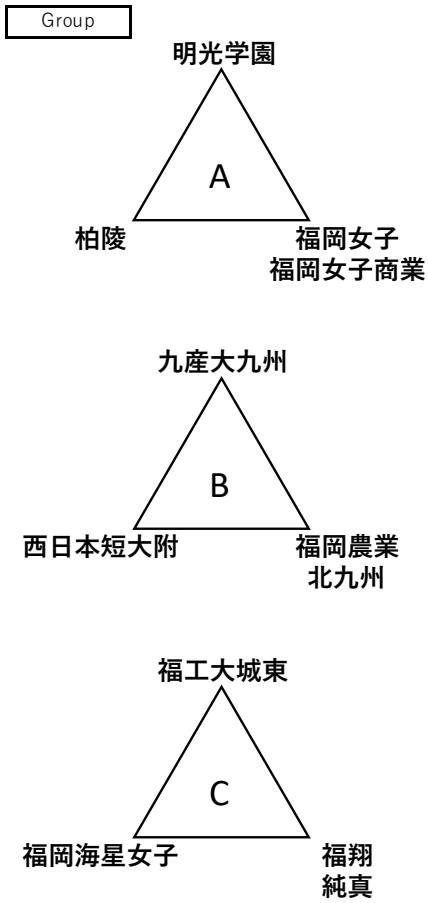 Group
明光学園
A
柏陵
福岡女子
福岡女子商業
九産大九州
B
西日本短大附
福岡農業
北九州
福工大城東
C
福岡海星女子
福翔
純真